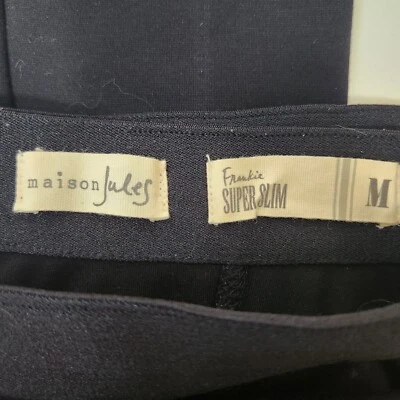 maison Jules
Frankie
SUPER SLIM
M